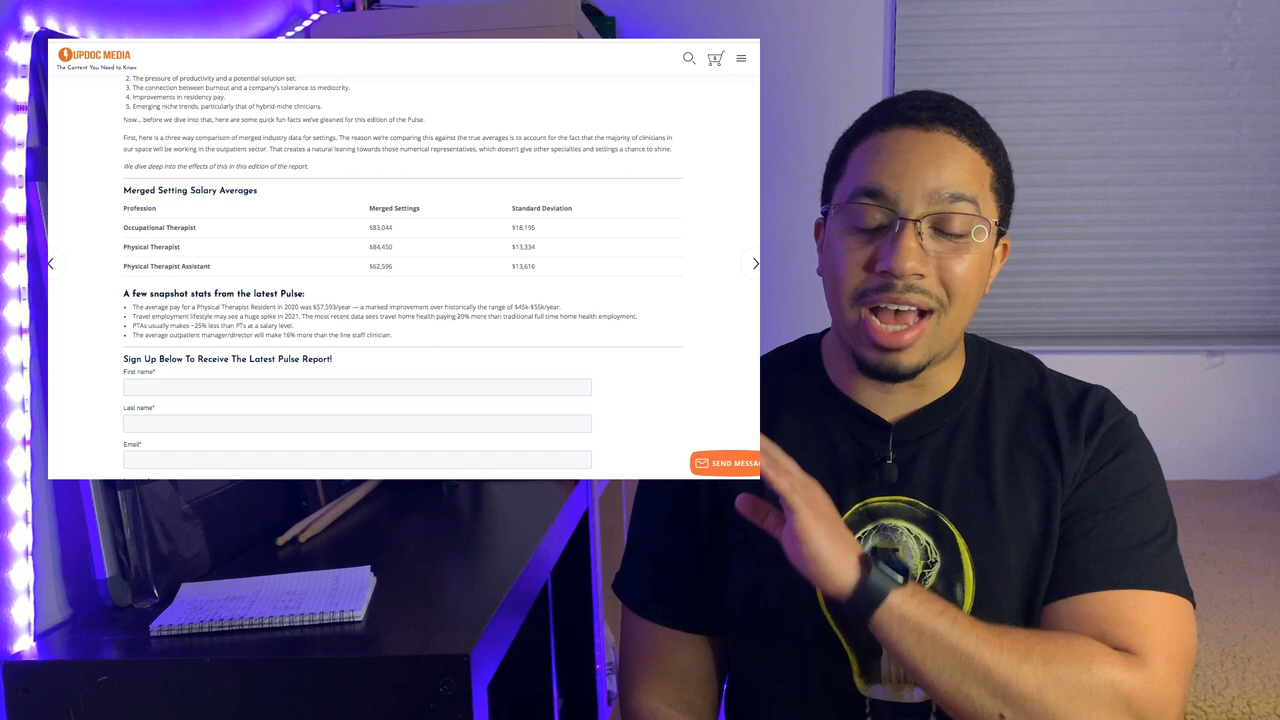 UPDOC MEDIA
The Content You Need to Know
2. The pressure of productivity and a potential solution set.
3. The connection between burnout and a company's tolerance to mediocrity.
4. Improvements in residency pay.
5. Emerging niche trends, particularly that of hybrid-niche clinicians.
Now... before we dive into that, here are some quick fun facts we've gleaned for this edition of the Pulse.
First, here is a three way comparison of merged industry data for settings. The reason we're comparing this against the true averages is to account for the fact that the majority of clinicians in
our space will be working in the outpatient sector. That creates a natural leaning towards those numerical representatives, which doesn't give other specialties and settings a chance to shine.
We dive deep into the effects of this in this edition of the report.
Merged Setting Salary Averages
Profession Merged Settings Standard Deviation
Occupational Therapist $83,044 $18,195
Physical Therapist $84,450 $13,334
Physical Therapist Assistant $62,596 $13,616
A few snapshot stats from the latest Pulse:
• The average pay for a Physical Therapist Resident in 2020 was $57,593/year — a marked improvement over historically the range of $45k-$55k/year.
• Travel employment lifestyle may see a huge spike in 2021. The most recent data sees travel home health paying 20% more than traditional full time home health employment.
• PTAs usually makes ~25% less than PTs at a salary level.
• The average outpatient manager/director will make 16% more than the line staff clinician.
Sign Up Below To Receive The Latest Pulse Report!
First name*
Last name*
Email*
SEND MESSA